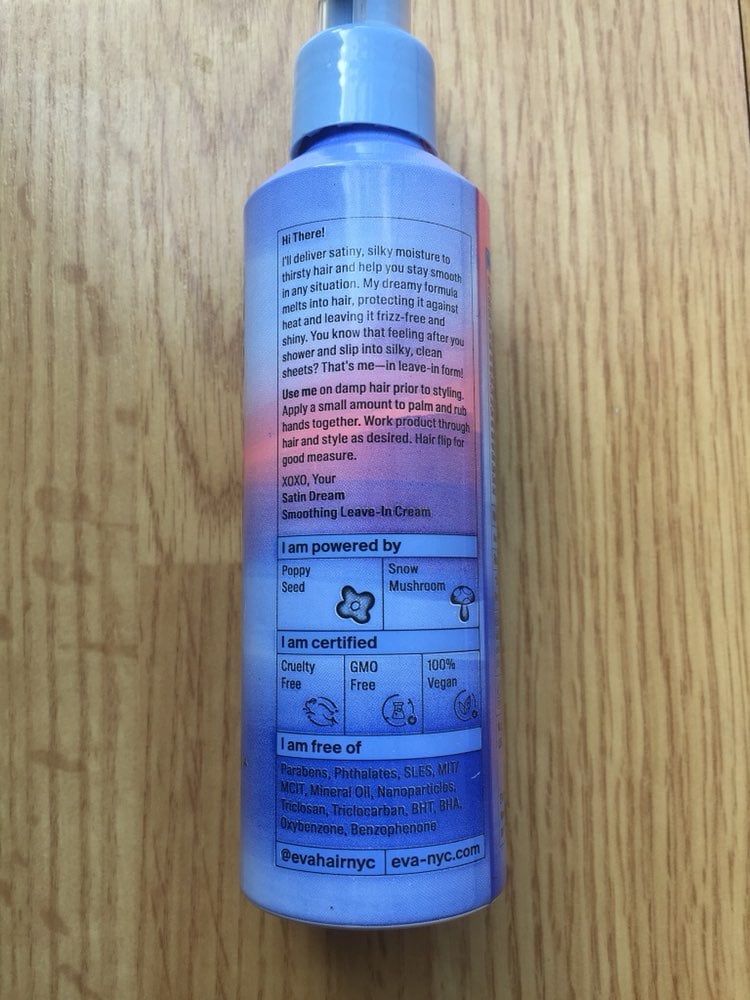 Hi There!
I'll deliver satiny, silky moisture to
thirsty hair and help you stay smooth
in any situation. My dreamy formula
melts into hair, protecting it against
heat and leaving it frizz-free and
shiny. You know that feeling after you
shower and slip into silky, clean
sheets? That's me—in leave-in form!
Use me on damp hair prior to styling.
Apply a small amount to palm and rub
hands together. Work product through
hair and style as desired. Hair flip for
good measure.
XOXO, Your
Satin Dream
Smoothing Leave-In Cream
I am powered by
Poppy
Seed
Snow
Mushroom
I am certified
Cruelty
Free
GMO
Free
100%
Vegan
I am free of
Parabens, Phthalates, SLES, MIT/
MCIT, Mineral Oil, Nanoparticles,
Triclosan, Triclocarban, BHT, BHA,
Oxybenzone, Benzophenone
@evahairnyc
eva-nyc.com